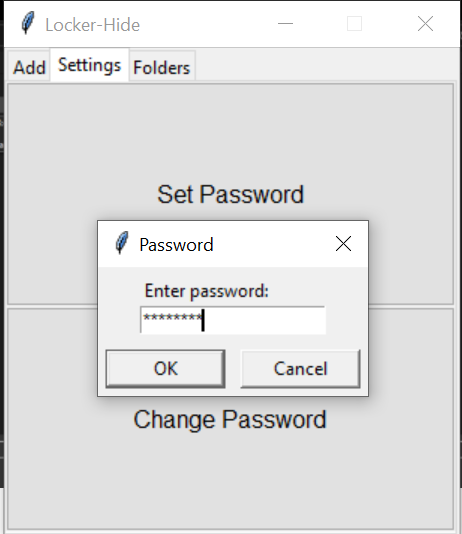 Locker-Hide
Add Settings Folders
Set Password
Password
Enter password:
********
OK Cancel
Change Password